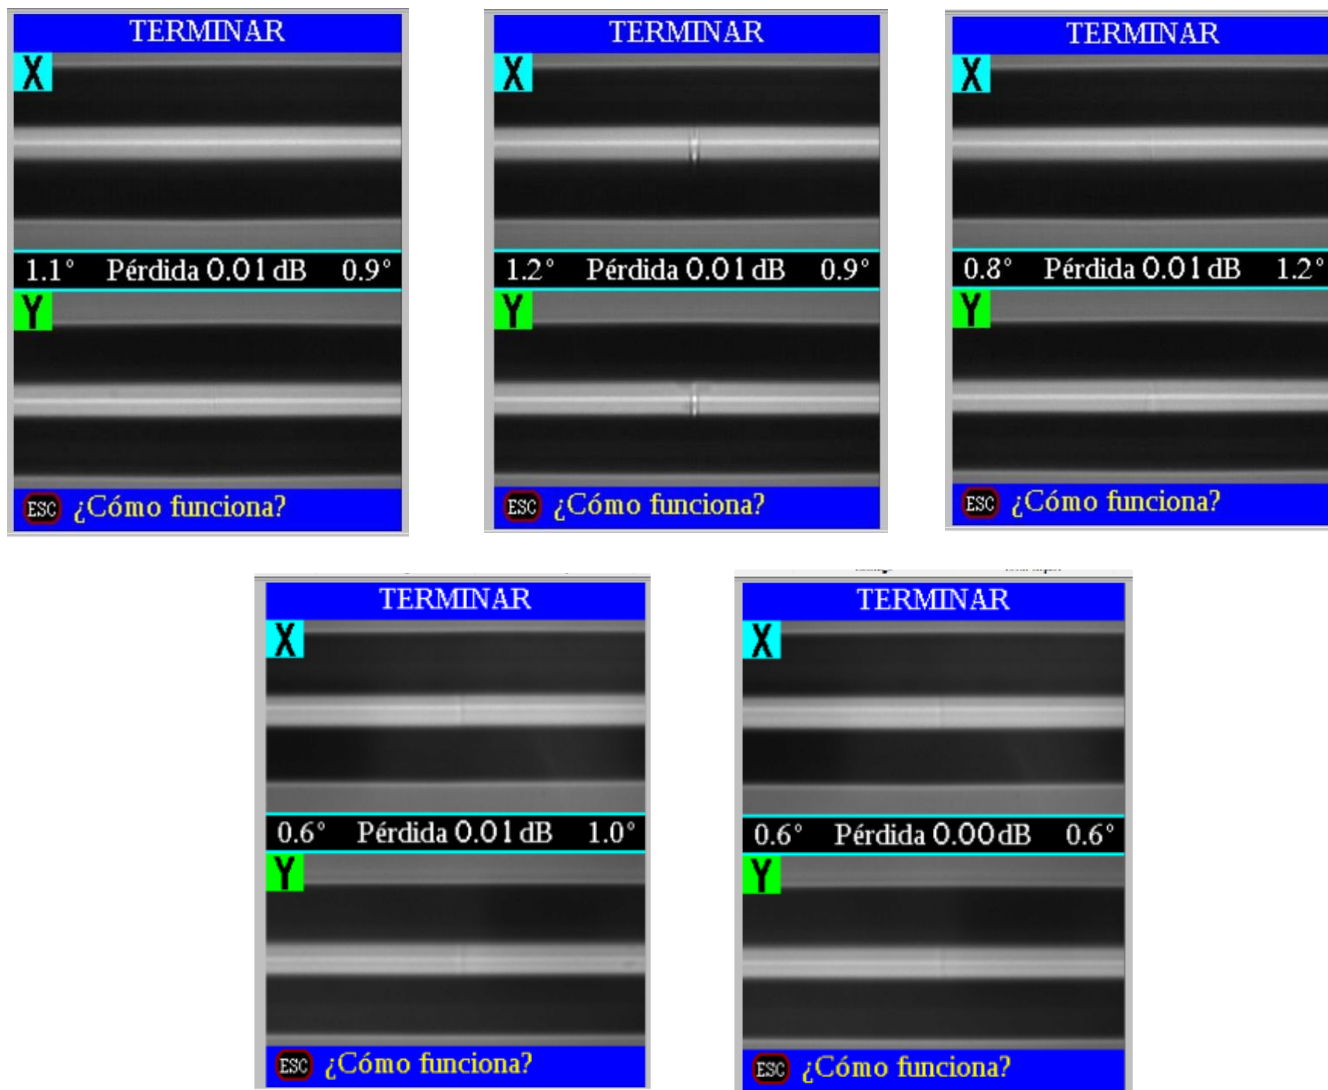 TERMINAR
X
1.1° Pérdida 0.01 dB 0.9°
Y
ESC ¿Cómo funciona?
TERMINAR
X
1.2° Pérdida 0.01 dB 0.9°
Y
ESC ¿Cómo funciona?
TERMINAR
X
0.8° Pérdida 0.01 dB 1.2°
Y
ESC ¿Cómo funciona?
TERMINAR
X
0.6° Pérdida 0.01 dB 1.0°
Y
ESC ¿Cómo funciona?
TERMINAR
X
0.6° Pérdida 0.00 dB 0.6°
Y
ESC ¿Cómo funciona?